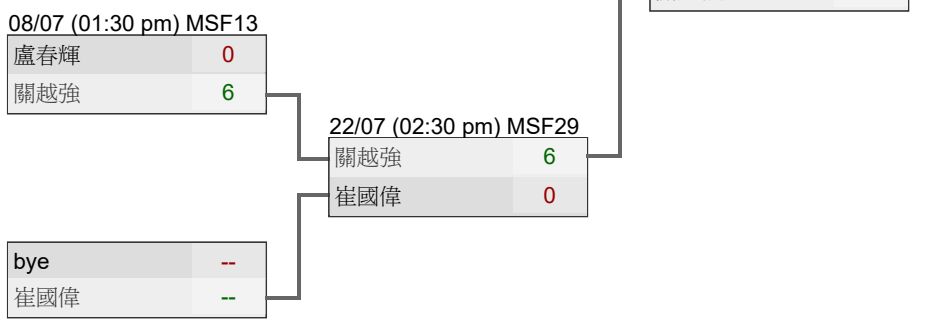 08/07 (01:30 pm) MSF13
盧春輝 0
關越強 6
22/07 (02:30 pm) MSF29
關越強 6
崔國偉 0
bye --
崔國偉 --